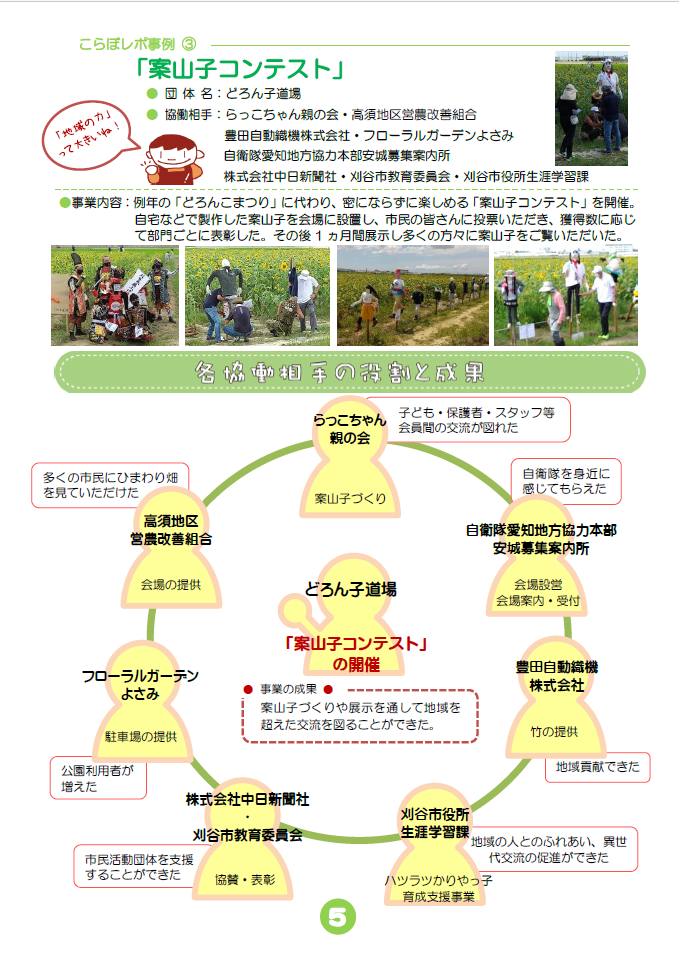 こらぼレポ事例 ③
「案山子コンテスト」
● 団 体 名：どろん子道場
● 協働相手：らっこちゃん親の会・高須地区営農改善組合
豊田自動織機株式会社・フローラルガーデンよさみ
自衛隊愛知地方協力本部安城募集案内所
株式会社中日新聞社・刈谷市教育委員会・刈谷市役所生涯学習課
「地域の力」
って大きいね！
●事業内容：例年の「どろんこまつり」に代わり、密にならずに楽しめる「案山子コンテスト」を開催。
自宅などで製作した案山子を会場に設置し、市民の皆さんに投票いただき、獲得数に応じ
て部門ごとに表彰した。その後 1 ヵ月間展示し多くの方々に案山子をご覧いただいた。
各協働相手の役割と成果
らっこちゃん
親の会
案山子づくり
子ども・保護者・スタッフ等
会員間の交流が図れた
多くの市民にひまわり畑
を見ていただけた
高須地区
営農改善組合
会場の提供
自衛隊を身近に
感じてもらえた
自衛隊愛知地方協力本部
安城募集案内所
会場設営
会場案内・受付
どろん子道場
「案山子コンテスト」
の開催
● 事業の成果 ●
案山子づくりや展示を通して地域を
超えた交流を図ることができた。
フローラルガーデン
よさみ
駐車場の提供
公園利用者が
増えた
豊田自動織機
株式会社
竹の提供
地域貢献できた
株式会社中日新聞社
・
刈谷市教育委員会
協賛・表彰
市民活動団体を支援
することができた
刈谷市役所
生涯学習課
ハツラツかりやっ子
育成支援事業
地域の人とのふれあい、異世
代交流の促進ができた
5